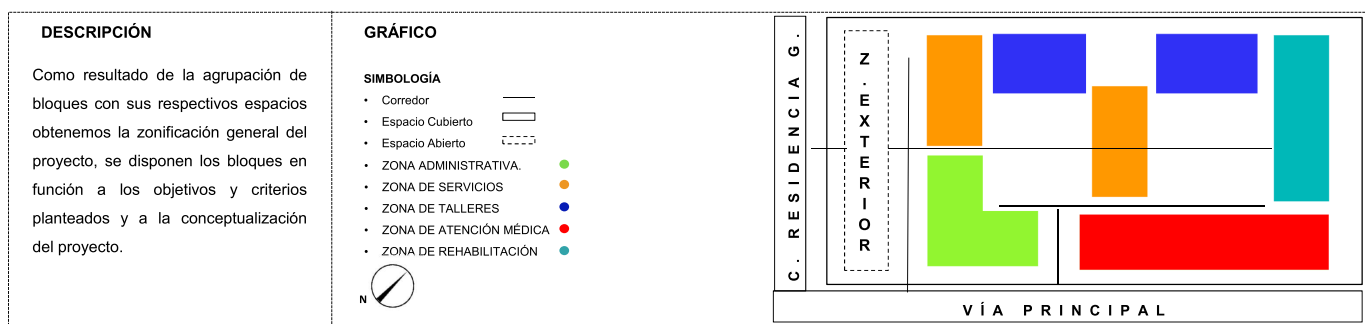 DESCRIPCIÓN
Como resultado de la agrupación de
bloques con sus respectivos espacios
obtenemos la zonificación general del
proyecto, se disponen los bloques en
función a los objetivos y criterios
planteados y a la conceptualización
del proyecto.
GRÁFICO
SIMBOLOGÍA
• Corredor
• Espacio Cubierto
• Espacio Abierto
• ZONA ADMINISTRATIVA.
• ZONA DE SERVICIOS
• ZONA DE TALLERES
• ZONA DE ATENCIÓN MÉDICA
• ZONA DE REHABILITACIÓN
N
C. RESIDENCIA G.
Z.EXTERIOR
VÍA PRINCIPAL